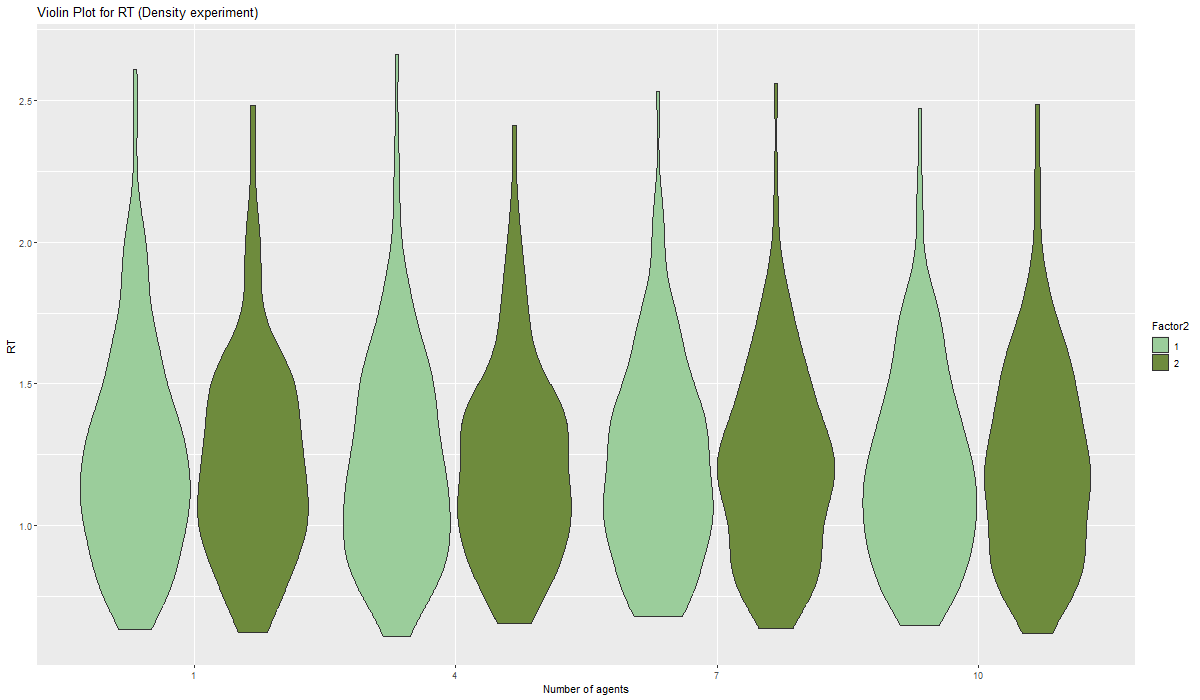 Violin Plot for RT (Density experiment)
2.5
2.0
1.5
1.0
RT
1 4 7 10
Number of agents
Factor2
1
2